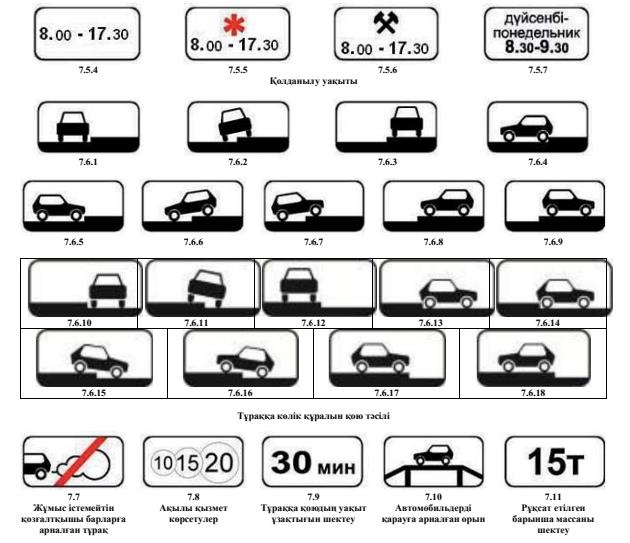 8.00 - 17.30
8.00 - 17.30
8.00 - 17.30
дүйсенбі-
понедельник
8.30-9.30
7.5.4 7.5.5 7.5.6 7.5.7
Қолданылу уақыты
7.6.1 7.6.2 7.6.3 7.6.4
7.6.5 7.6.6 7.6.7 7.6.8 7.6.9
7.6.10 7.6.11 7.6.12 7.6.13 7.6.14
7.6.15 7.6.16 7.6.17 7.6.18
Тұраққа көлік құралын қою тәсілі
10 15 20
30 мин
15т
7.7
Жұмыс істемейтін
қозғалтқышы барларға
арналған тұрақ
7.8
Ақылы қызмет
көрсетулер
7.9
Тұраққа қоюдың уақыт
ұзақтығын шектеу
7.10
Автомобильдерді
қарауға арналған орын
7.11
Рұқсат етілген
барынша массаны
шектеу